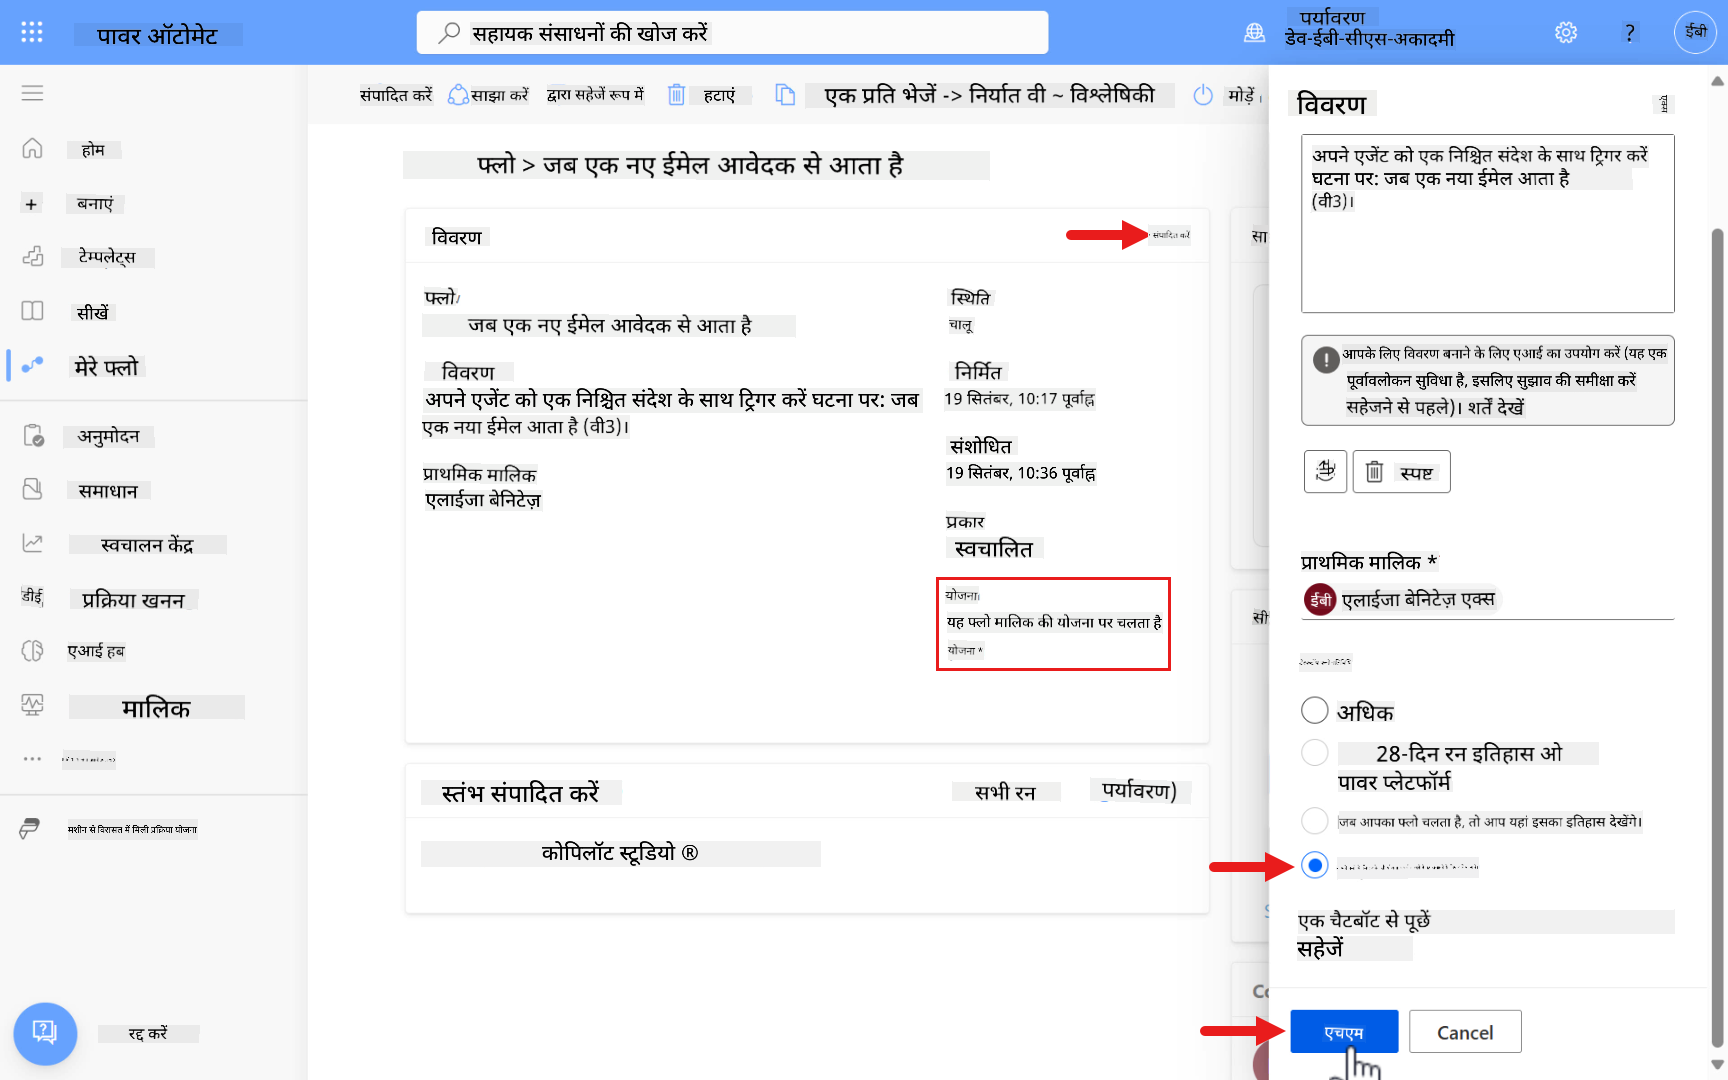 पावर ऑटोमेट
सहायक संसाधनों की खोज करें
पर्यावरण
डेव-ईबी-सीएस-अकादमी
?
ईबी
संपादित करें
साझा करें
द्वारा सहेजें रूप में
हटाएं
एक प्रति भेजें -> निर्यात वी ~ विश्लेषिकी
मोड़ें
होम
बनाएं
टेम्पलेट्स
सीखें
मेरे फ्लो
अनुमोदन
समाधान
स्वचालन केंद्र
डीई
प्रक्रिया खनन
एआई हब
मालिक
मशीन से विरासत में मिली प्रक्रिया योजना
रद्द करें
फ्लो > जब एक नए ईमेल आवेदक से आता है
विवरण
संपादित करें
फ्लो
जब एक नए ईमेल आवेदक से आता है
विवरण
अपने एजेंट को एक निश्चित संदेश के साथ ट्रिगर करें घटना पर: जब
एक नया ईमेल आता है (वी3)।
प्राथमिक मालिक
एलाईजा बेनिटेज़
स्थिति
चालू
निर्मित
19 सितंबर, 10:17 पूर्वाह्न
संशोधित
19 सितंबर, 10:36 पूर्वाह्न
प्रकार
स्वचालित
योजना
यह फ्लो मालिक की योजना पर चलता है
योजना *
स्तंभ संपादित करें
सभी रन
पर्यावरण)
कोपिलॉट स्टूडियो ®
सा
सी
Co
विवरण
एक्स
अपने एजेंट को एक निश्चित संदेश के साथ ट्रिगर करें
घटना पर: जब एक नया ईमेल आता है
(वी3)।
आपके लिए विवरण बनाने के लिए एआई का उपयोग करें (यह एक
पूर्वावलोकन सुविधा है, इसलिए सुझाव की समीक्षा करें
सहेजने से पहले)। शर्तें देखें
स्पष्ट
प्राथमिक मालिक *
ईबी
एलाईजा बेनिटेज़ एक्स
अधिक
28-दिन रन इतिहास ओ
पावर प्लेटफॉर्म
जब आपका फ्लो चलता है, तो आप यहां इसका इतिहास देखेंगे।
एक चैटबॉट से पूछें
सहेजें
एचएम
Cancel